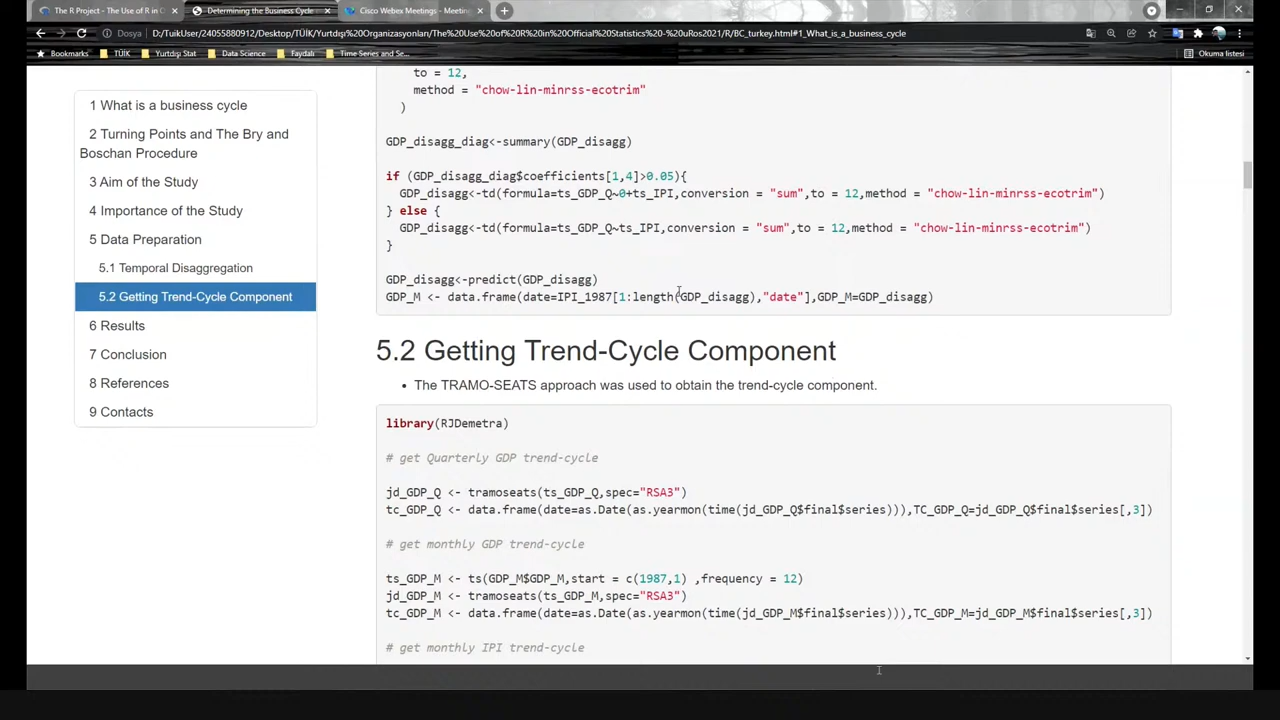 The R Project - The Use of R in O
Determining the Business Cycle
Cisco Webex Meetings - Meetin
Dosya
D:/TuikUser/24055880912/Desktop/TÜİK/Yurtdışı%20Organizasyonları/The%20Use%20of%20R%20in%20Official%20Statistics%20-%20uRos2021/R/BC_turkey.html#1_What_is_a_business_cycle
Bookmarks
TÜİK
Yurtdışı Stat
Data Science
Faydalı
Time Series and Se...
Okuma listesi
1 What is a business cycle
2 Turning Points and The Bry and
Boschan Procedure
3 Aim of the Study
4 Importance of the Study
5 Data Preparation
5.1 Temporal Disaggregation
5.2 Getting Trend-Cycle Component
6 Results
7 Conclusion
8 References
9 Contacts
to = 12,
method = "chow-lin-minrss-ecotrim"
)
GDP_disagg_diag<-summary(GDP_disagg)
if (GDP_disagg_diag$coefficients[1,4]>0.05){
GDP_disagg<-td(formula=ts_GDP_Q~0+ts_IPI,conversion = "sum",to = 12,method = "chow-lin-minrss-ecotrim")
} else {
GDP_disagg<-td(formula=ts_GDP_Q~ts_IPI,conversion = "sum",to = 12,method = "chow-lin-minrss-ecotrim")
}
GDP_disagg<-predict(GDP_disagg)
GDP_M <- data.frame(date=IPI_1987[1:length(GDP_disagg),"date"],GDP_M=GDP_disagg)
5.2 Getting Trend-Cycle Component
• The TRAMO-SEATS approach was used to obtain the trend-cycle component.
library(RJDemetra)
# get Quarterly GDP trend-cycle
jd_GDP_Q <- tramoseats(ts_GDP_Q,spec="RSA3")
tc_GDP_Q <- data.frame(date=as.Date(as.yearmon(time(jd_GDP_Q$final$series))),TC_GDP_Q=jd_GDP_Q$final$series[,3])
# get monthly GDP trend-cycle
ts_GDP_M <- ts(GDP_M$GDP_M,start = c(1987,1) ,frequency = 12)
jd_GDP_M <- tramoseats(ts_GDP_M,spec="RSA3")
tc_GDP_M <- data.frame(date=as.Date(as.yearmon(time(jd_GDP_M$final$series))),TC_GDP_M=jd_GDP_M$final$series[,3])
# get monthly IPI trend-cycle